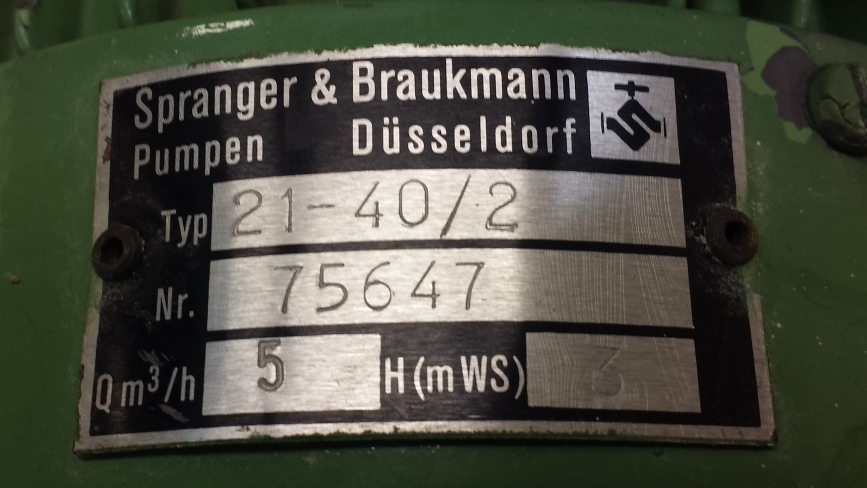 Spranger & Braukmann
Pumpen Düsseldorf
Typ 21-40/2
Nr. 75647
Q m³/h 5 H (m WS) 3